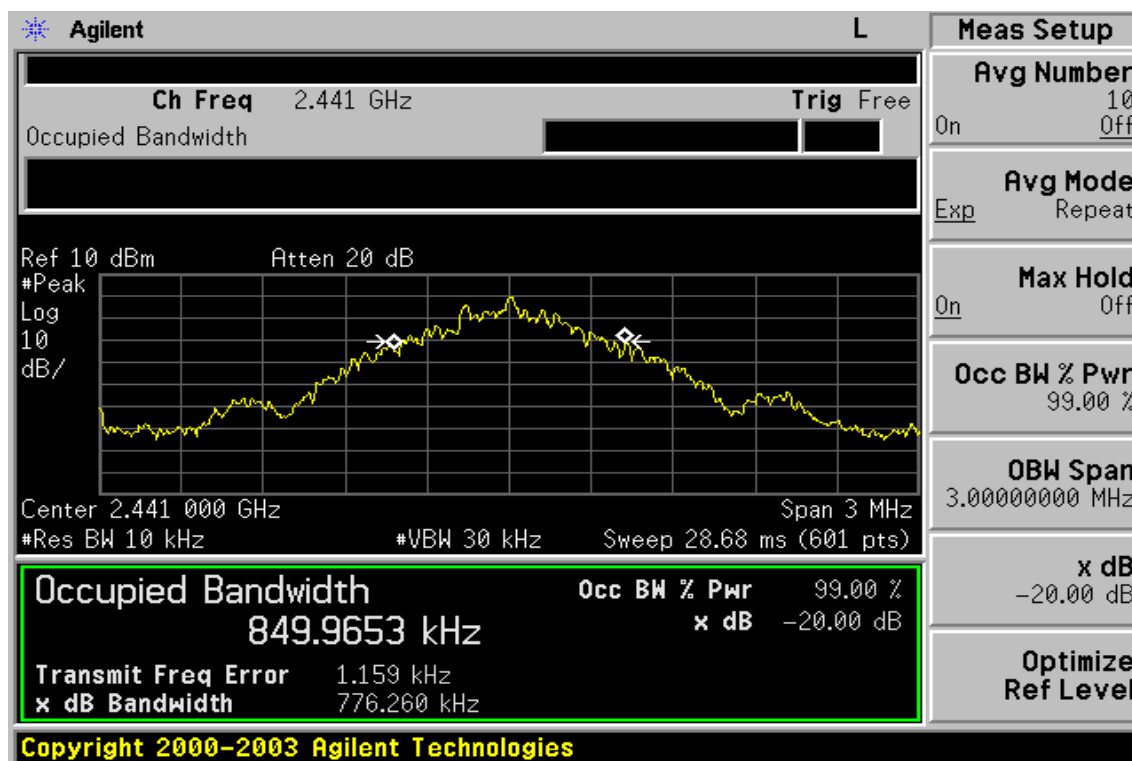 Agilent
L
Ch Freq 2.441 GHz Trig Free
Occupied Bandwidth
Ref 10 dBm Atten 20 dB
#Peak
Log
10
dB/
Center 2.441 000 GHz Span 3 MHz
#Res BW 10 kHz #VBW 30 kHz Sweep 28.68 ms (601 pts)
Occupied Bandwidth Occ BW % Pwr 99.00 %
849.9653 kHz x dB -20.00 dB
Transmit Freq Error 1.159 kHz
x dB Bandwidth 776.260 kHz
Copyright 2000-2003 Agilent Technologies
Meas Setup
Avg Number
10
On Off
Avg Mode
Exp Repeat
Max Hold
On Off
Occ BW % Pwr
99.00 %
OBW Span
3.00000000 MHz
x dB
-20.00 dB
Optimize
Ref Level